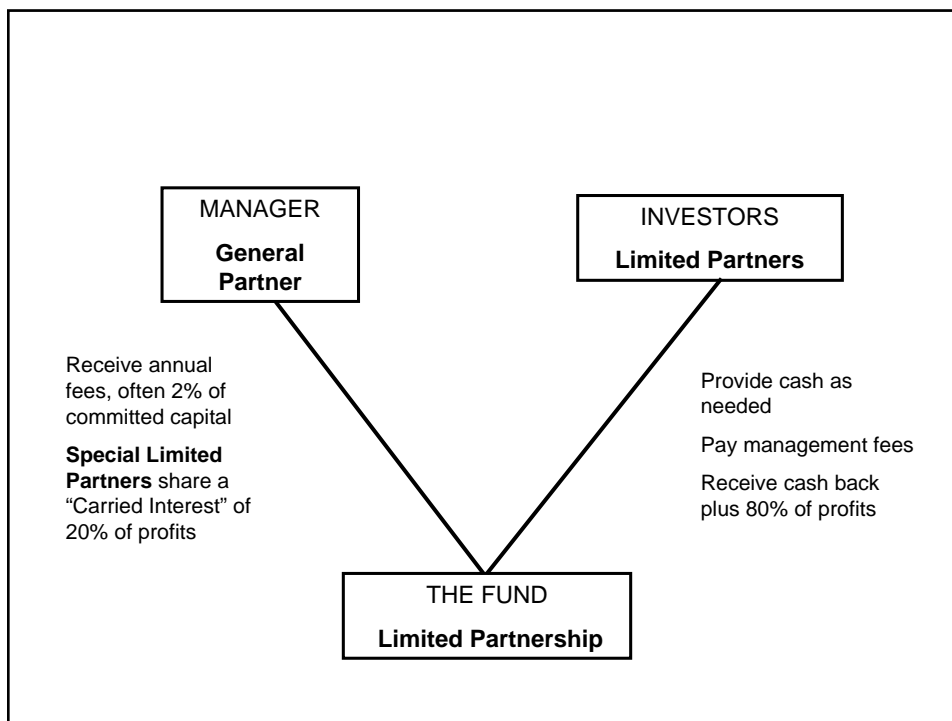 MANAGER
General
Partner
INVESTORS
Limited Partners
Receive annual
fees, often 2% of
committed capital
Special Limited
Partners share a
“Carried Interest” of
20% of profits
Provide cash as
needed
Pay management fees
Receive cash back
plus 80% of profits
THE FUND
Limited Partnership